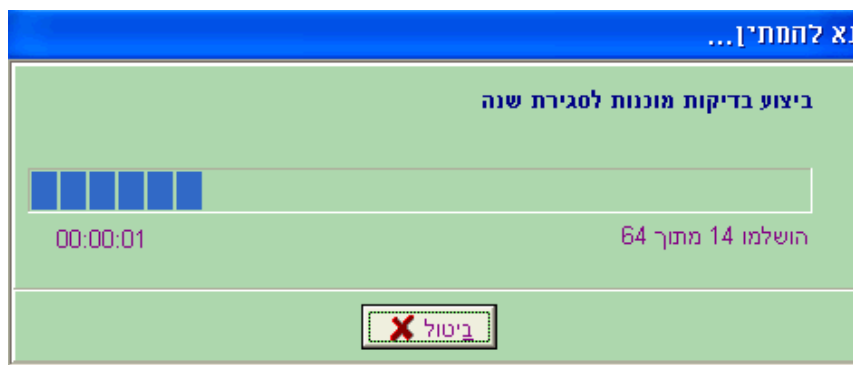 נא להמתין...
ביצוע בדיקות מוכנות לסגירת שנה
הושלמו 14 מתוך 64
00:00:01
ביטול